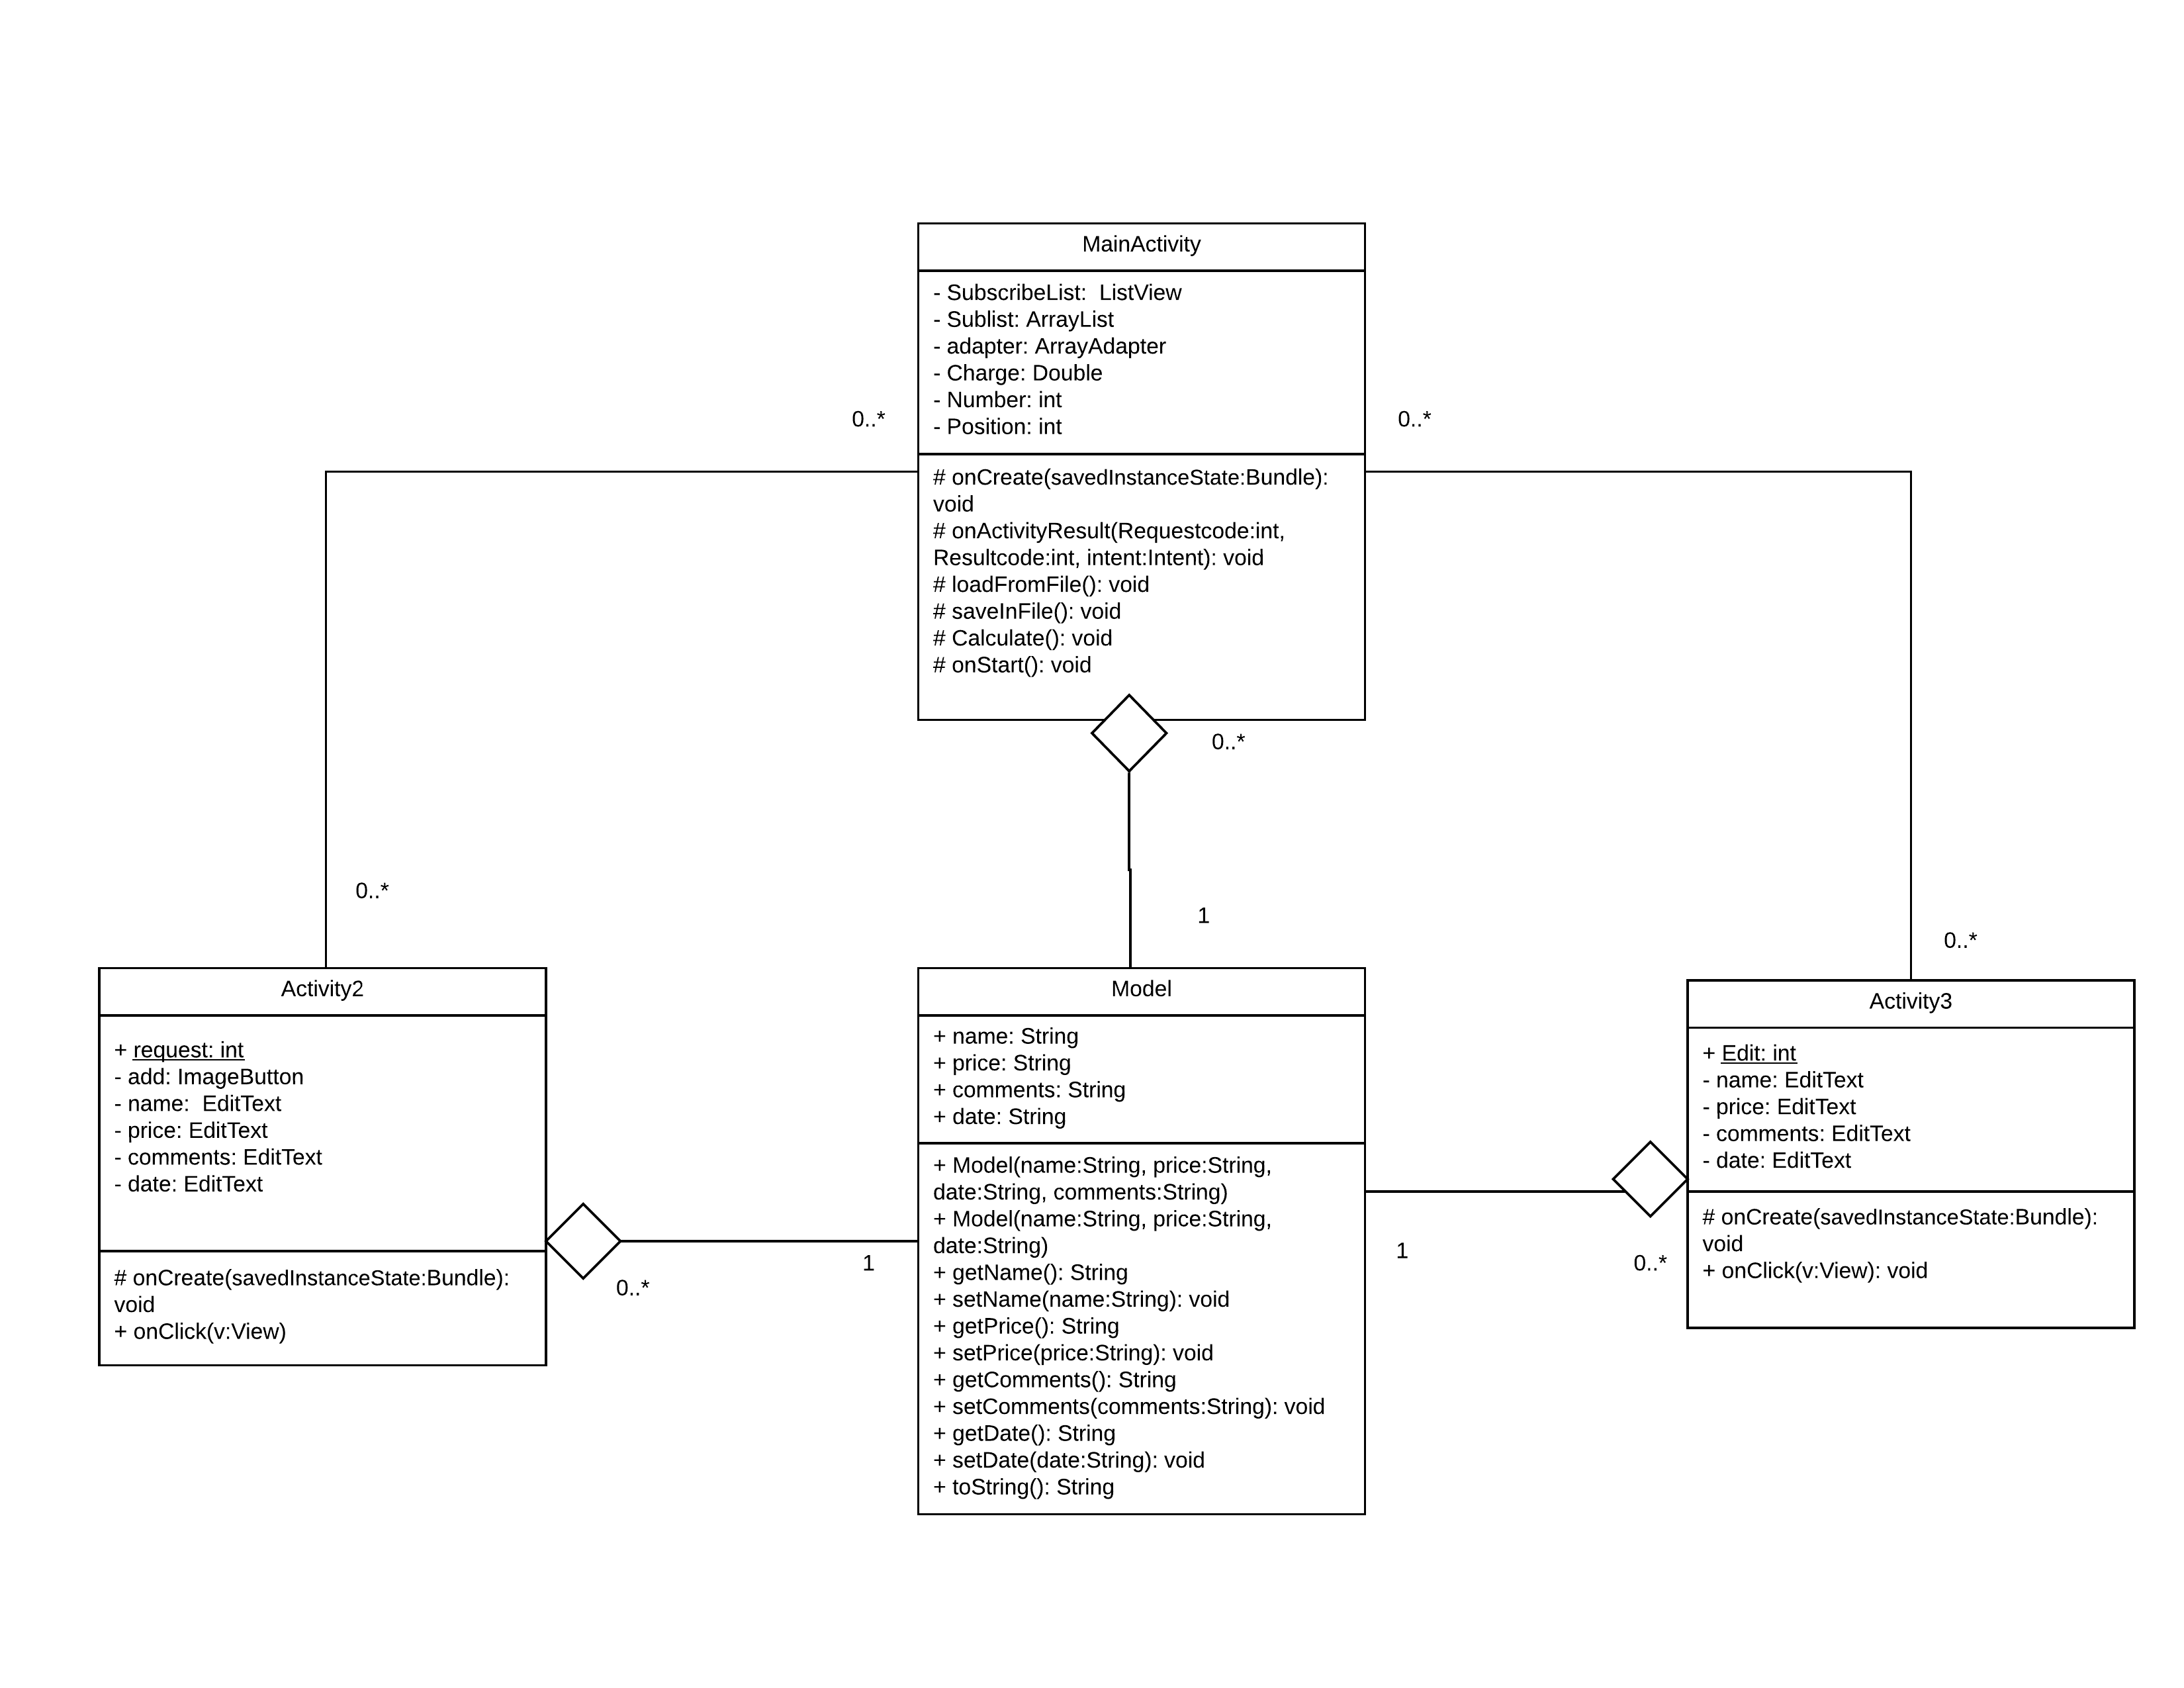 MainActivity
- SubscribeList:  ListView
- Sublist: ArrayList
- adapter: ArrayAdapter
- Charge: Double
- Number: int
- Position: int
0..*
0..*
# onCreate(savedInstanceState:Bundle):
void
# onActivityResult(Requestcode:int,
Resultcode:int, intent:Intent): void
# loadFromFile(): void
# saveInFile(): void
# Calculate(): void
# onStart(): void
0..*
0..*
1
0..*
Activity2
+ request: int
- add: ImageButton
- name:  EditText
- price: EditText
- comments: EditText
- date: EditText
# onCreate(savedInstanceState:Bundle):
void
+ onClick(v:View)
0..*
1
Model
+ name: String
+ price: String
+ comments: String
+ date: String
+ Model(name:String, price:String,
date:String, comments:String)
+ Model(name:String, price:String,
date:String)
+ getName(): String
+ setName(name:String): void
+ getPrice(): String
+ setPrice(price:String): void
+ getComments(): String
+ setComments(comments:String): void
+ getDate(): String
+ setDate(date:String): void
+ toString(): String
1
0..*
Activity3
+ Edit: int
- name: EditText
- price: EditText
- comments: EditText
- date: EditText
# onCreate(savedInstanceState:Bundle):
void
+ onClick(v:View): void